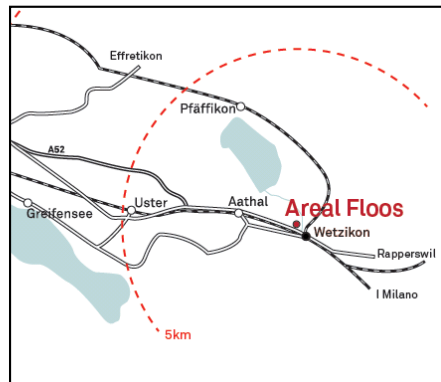 Effretikon
Pfäffikon
A52
Uster
Aathal
Areal Floos
Greifensee
Wetzikon
Rapperswil
I Milano
5km